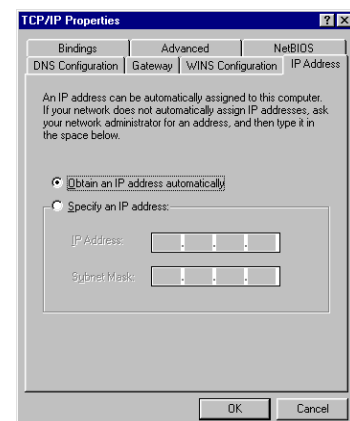 TCP/IP Properties
Bindings Advanced NetBIOS
DNS Configuration Gateway WINS Configuration IP Address
An IP address can be automatically assigned to this computer.
If your network does not automatically assign IP addresses, ask
your network administrator for an address, and then type it in
the space below.
Obtain an IP address automatically
Specify an IP address:
IP Address:
Subnet Mask:
OK Cancel